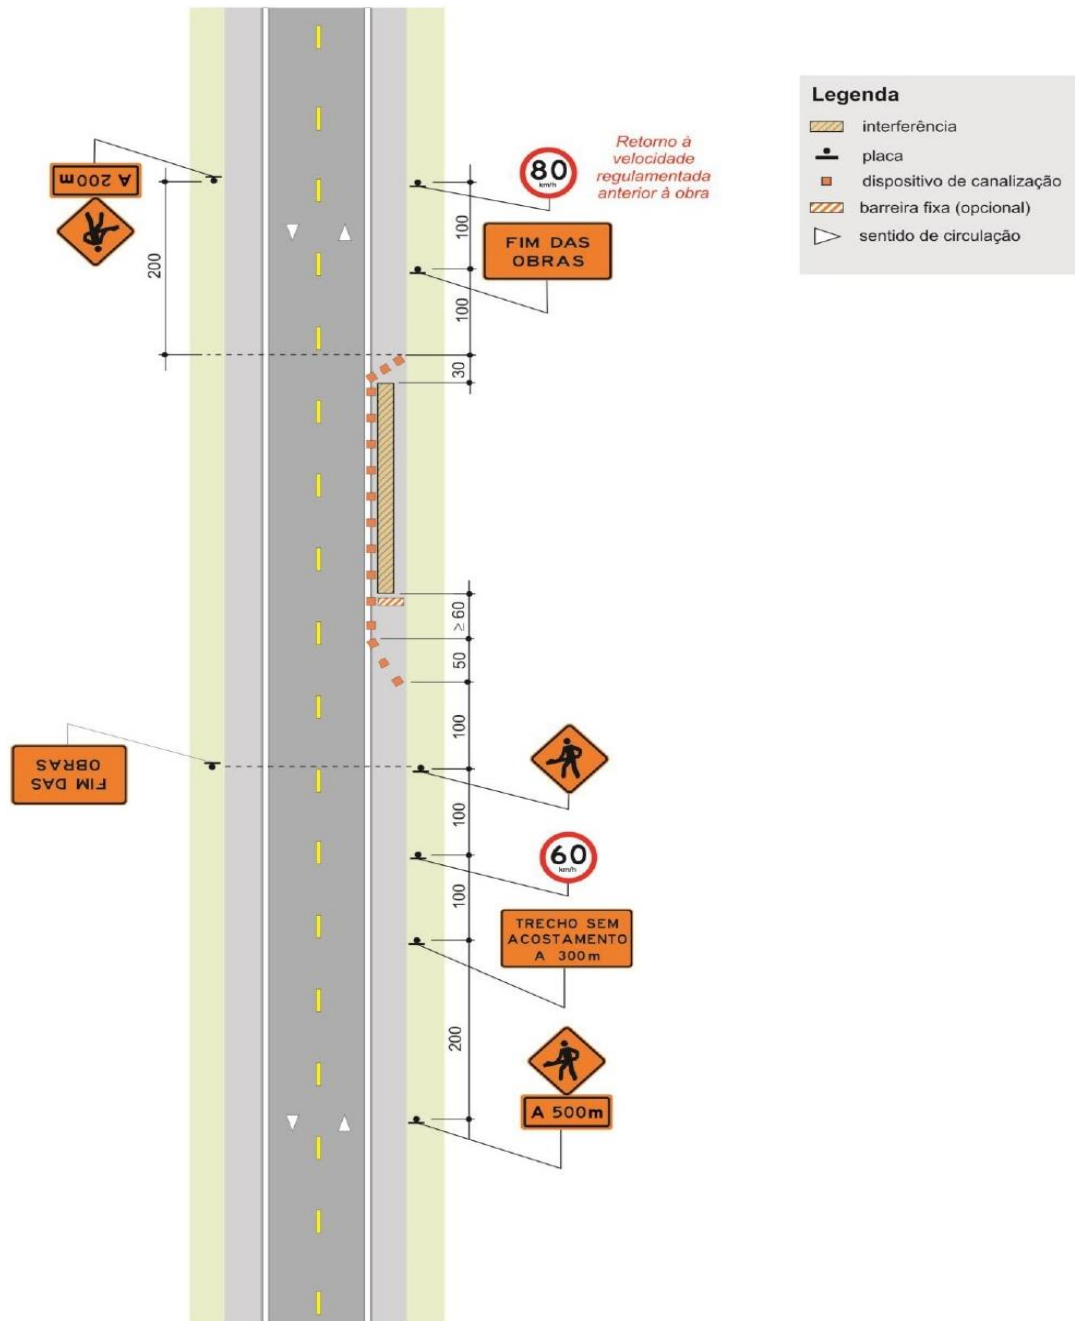 Legenda
interferência
placa
dispositivo de canalização
barreira fixa (opcional)
sentido de circulação
A 200m
200
80
km/h
Retorno à
velocidade
regulamentada
anterior à obra
100
FIM DAS
OBRAS
100
30
≥ 60
50
100
FIM DAS
OBRAS
100
60
km/h
100
TRECHO SEM
ACOSTAMENTO
A 300m
200
A 500m